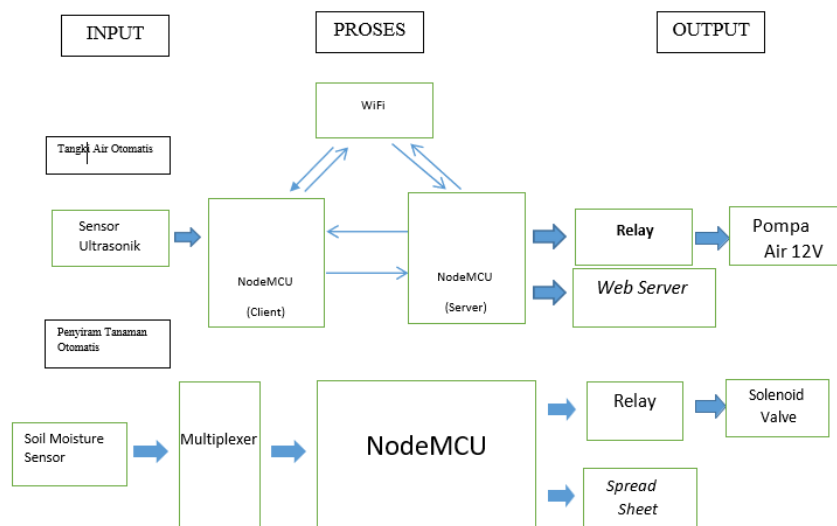 INPUT
PROSES
OUTPUT
WiFi
Tangki Air Otomatis
Sensor
Ultrasonik
NodeMCU
(Client)
NodeMCU
(Server)
Relay
Pompa
Air 12V
Web Server
Penyiram Tanaman
Otomatis
Soil Moisture
Sensor
Multiplexer
NodeMCU
Relay
Solenoid
Valve
Spread
Sheet